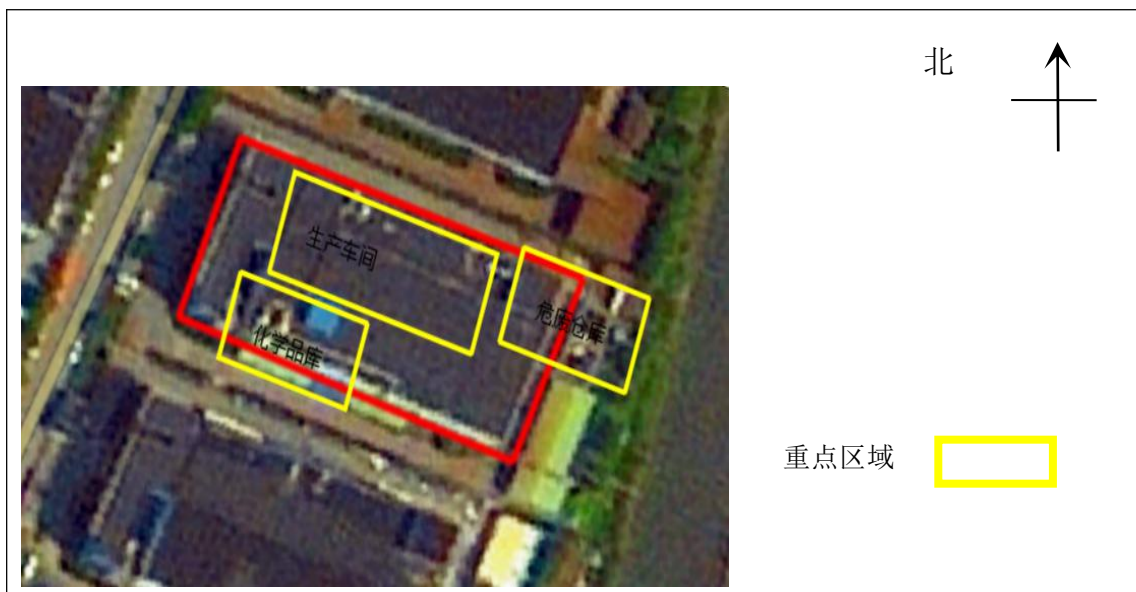 北
生产车间
危废仓库
化学品库
重点区域